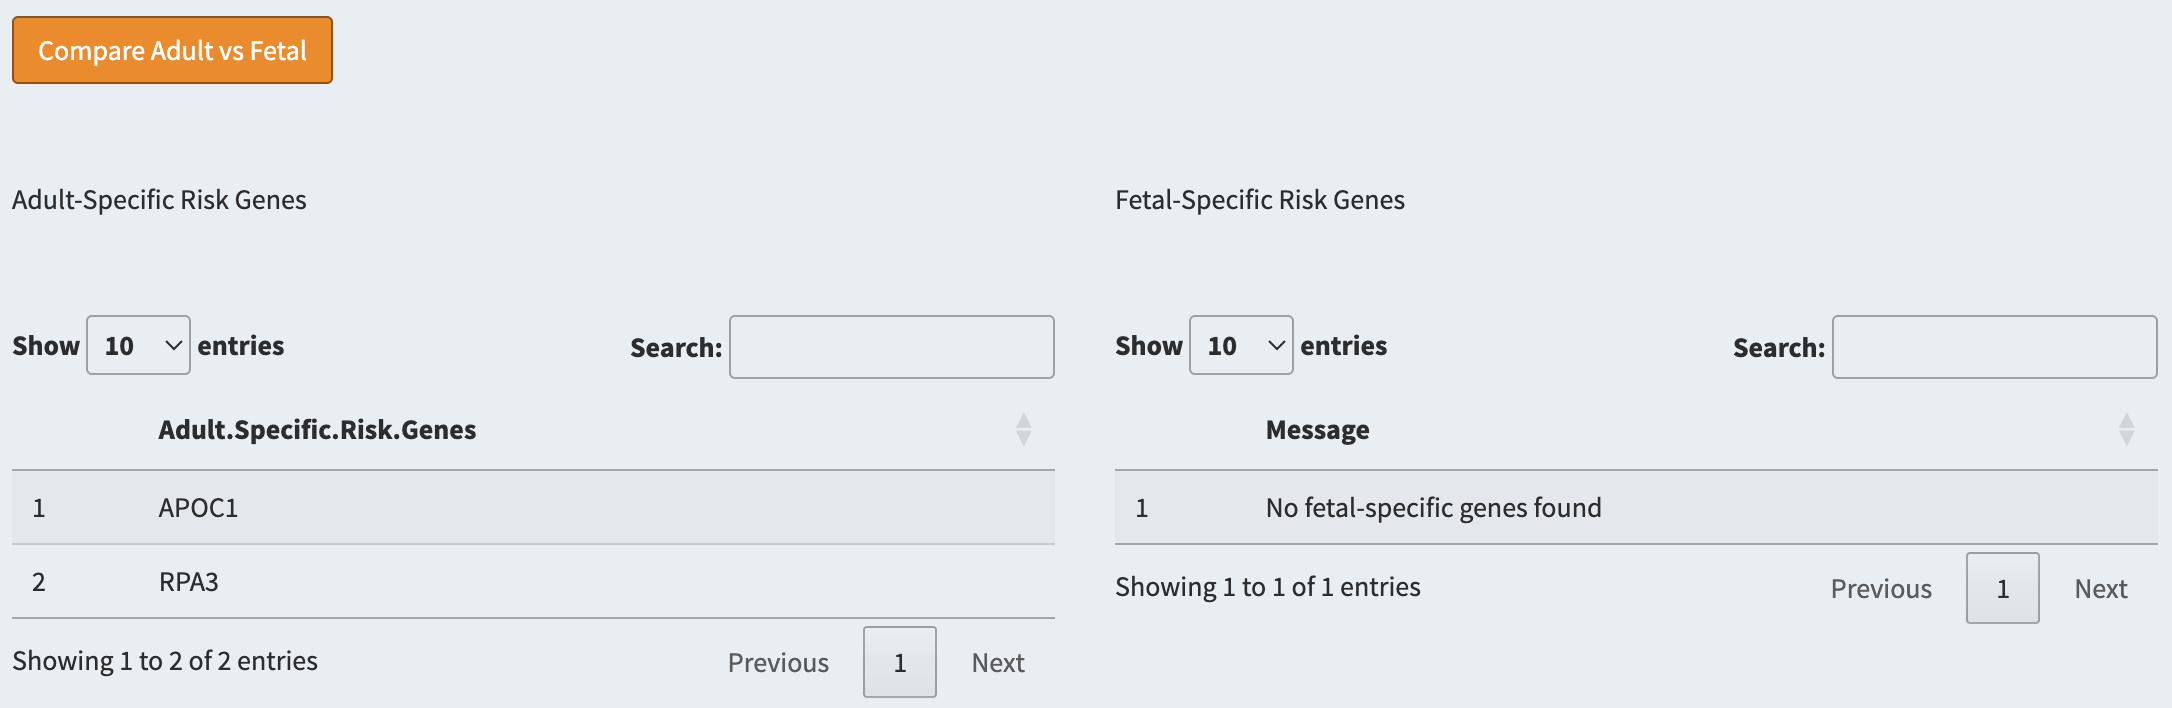 Compare Adult vs Fetal
Adult-Specific Risk Genes
Show 10 entries
Search:
Adult.Specific.Risk.Genes
1 APOC1
2 RPA3
Showing 1 to 2 of 2 entries
Previous 1 Next
Fetal-Specific Risk Genes
Show 10 entries
Search:
Message
1 No fetal-specific genes found
Showing 1 to 1 of 1 entries
Previous 1 Next